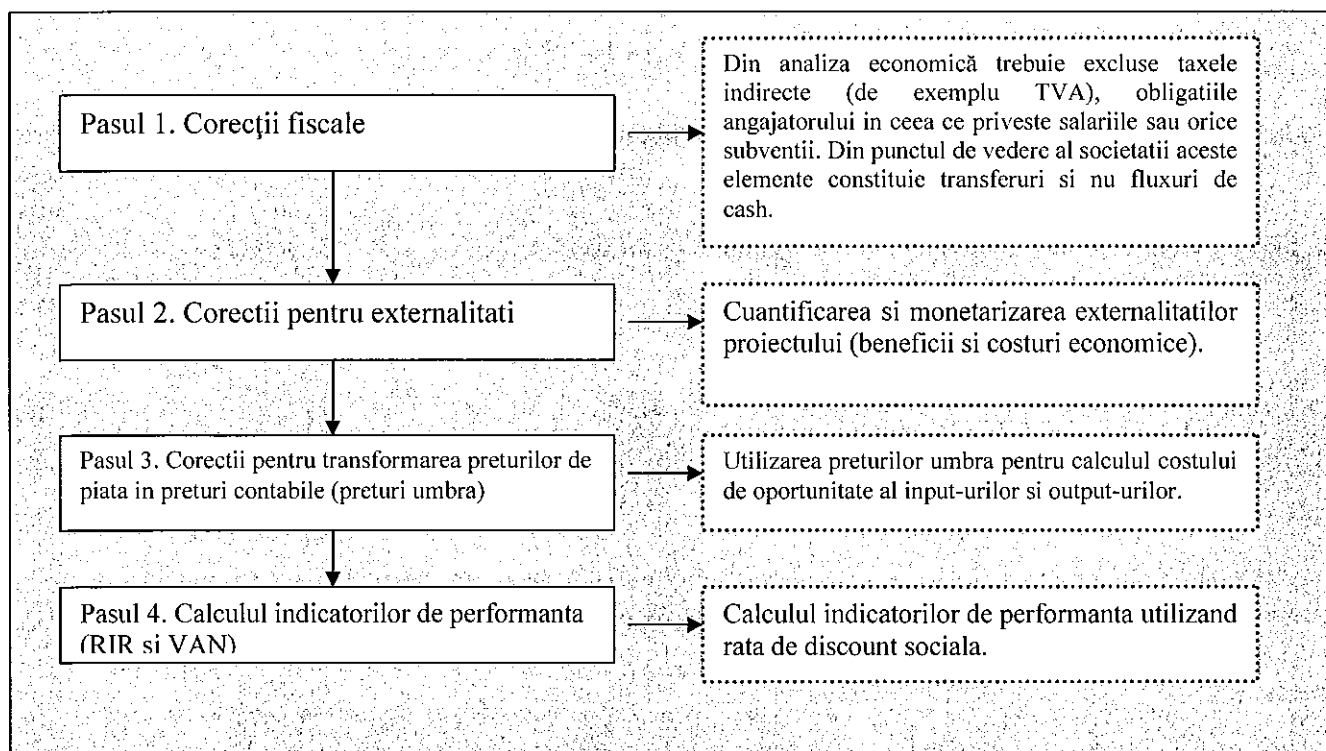 Pasul 1. Corecţii fiscale
Din analiza economică trebuie excluse taxele
indirecte (de exemplu TVA), obligatiile
angajatorului in ceea ce priveste salariile sau orice
subventii. Din punctul de vedere al societatii aceste
elemente constituie transferuri si nu fluxuri de
cash.
Pasul 2. Corectii pentru externalitati
Cuantificarea si monetarizarea externalitatilor
proiectului (beneficii si costuri economice).
Pasul 3. Corectii pentru transformarea preturilor de
piata in preturi contabile (preturi umbra)
Utilizarea preturilor umbra pentru calculul costului
de oportunitate al input-urilor si output-urilor.
Pasul 4. Calculul indicatorilor de performanta
(RIR si VAN)
Calculul indicatorilor de performanta utilizand
rata de discount sociala.